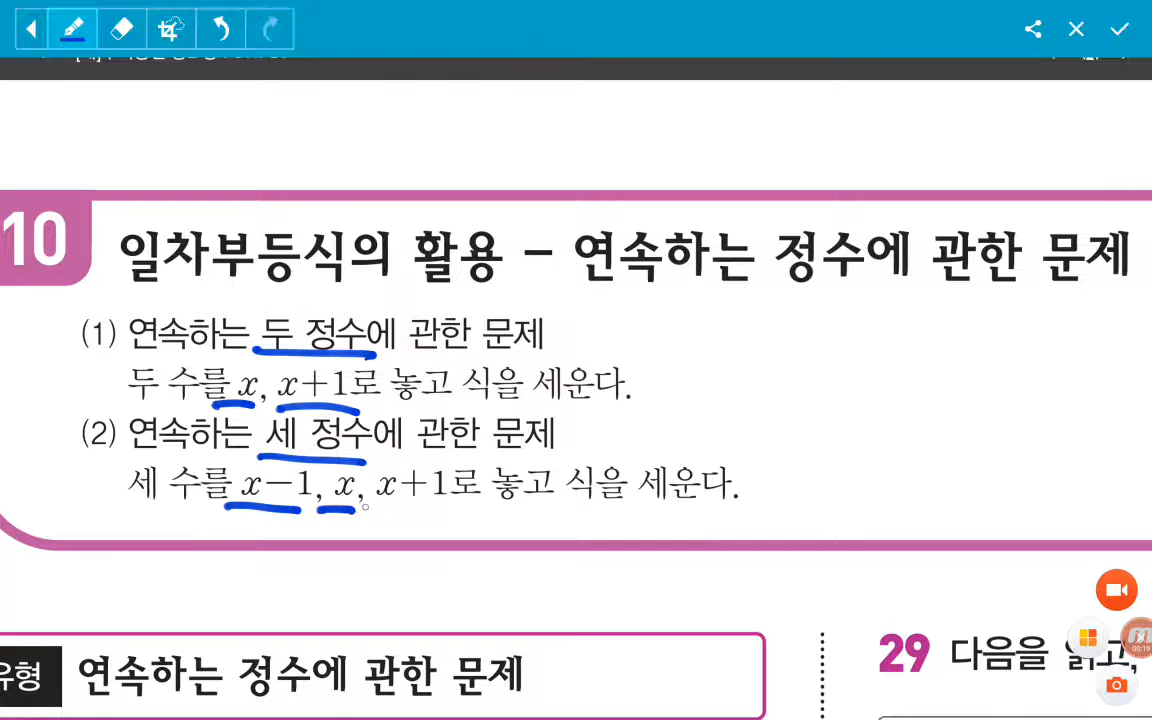 10 일차부등식의 활용 – 연속하는 정수에 관한 문제
(1) 연속하는 두 정수에 관한 문제
두 수를 x, x+1로 놓고 식을 세운다.
(2) 연속하는 세 정수에 관한 문제
세 수를 x−1, x, x+1로 놓고 식을 세운다.
유형 연속하는 정수에 관한 문제
29 다음을 읽고,
00:19